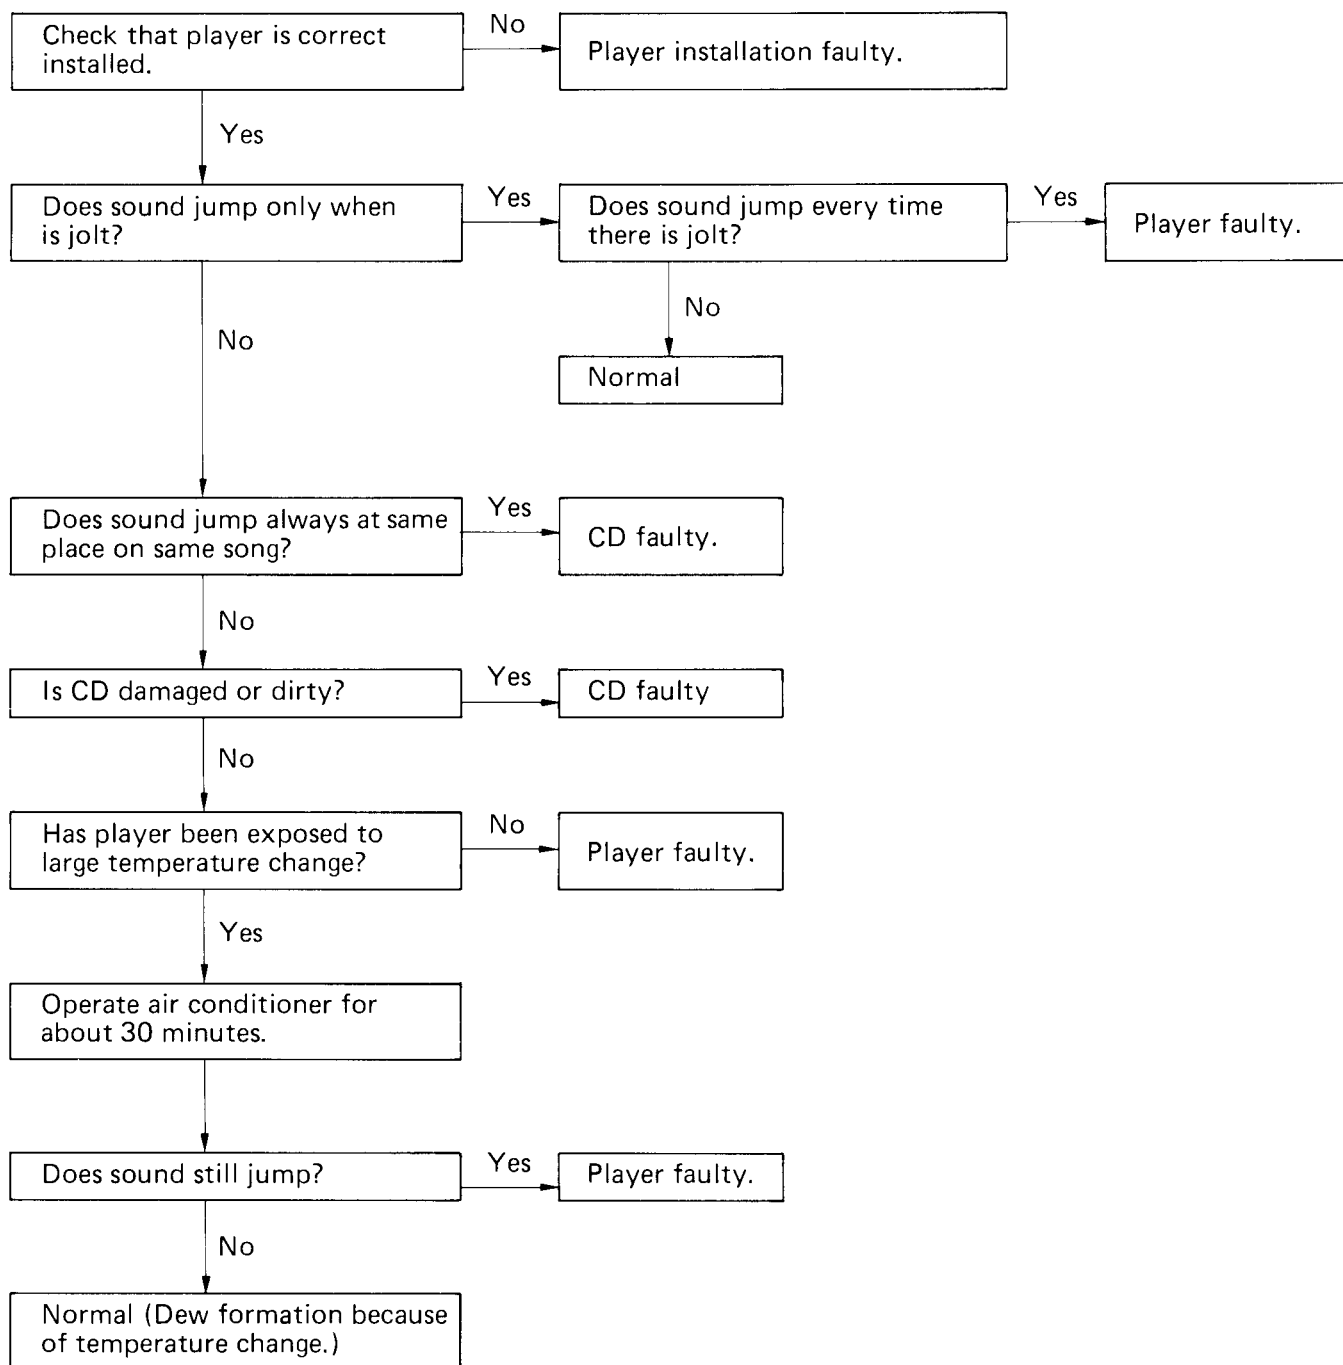 Check that player is correct
installed.
No
Player installation faulty.
Yes
Does sound jump only when
is jolt?
Yes
Does sound jump every time
there is jolt?
Yes
Player faulty.
No
No
Normal
Does sound jump always at same
place on same song?
Yes
CD faulty.
No
Is CD damaged or dirty?
Yes
CD faulty
No
Has player been exposed to
large temperature change?
No
Player faulty.
Yes
Operate air conditioner for
about 30 minutes.
Does sound still jump?
Yes
Player faulty.
No
Normal (Dew formation because
of temperature change.)